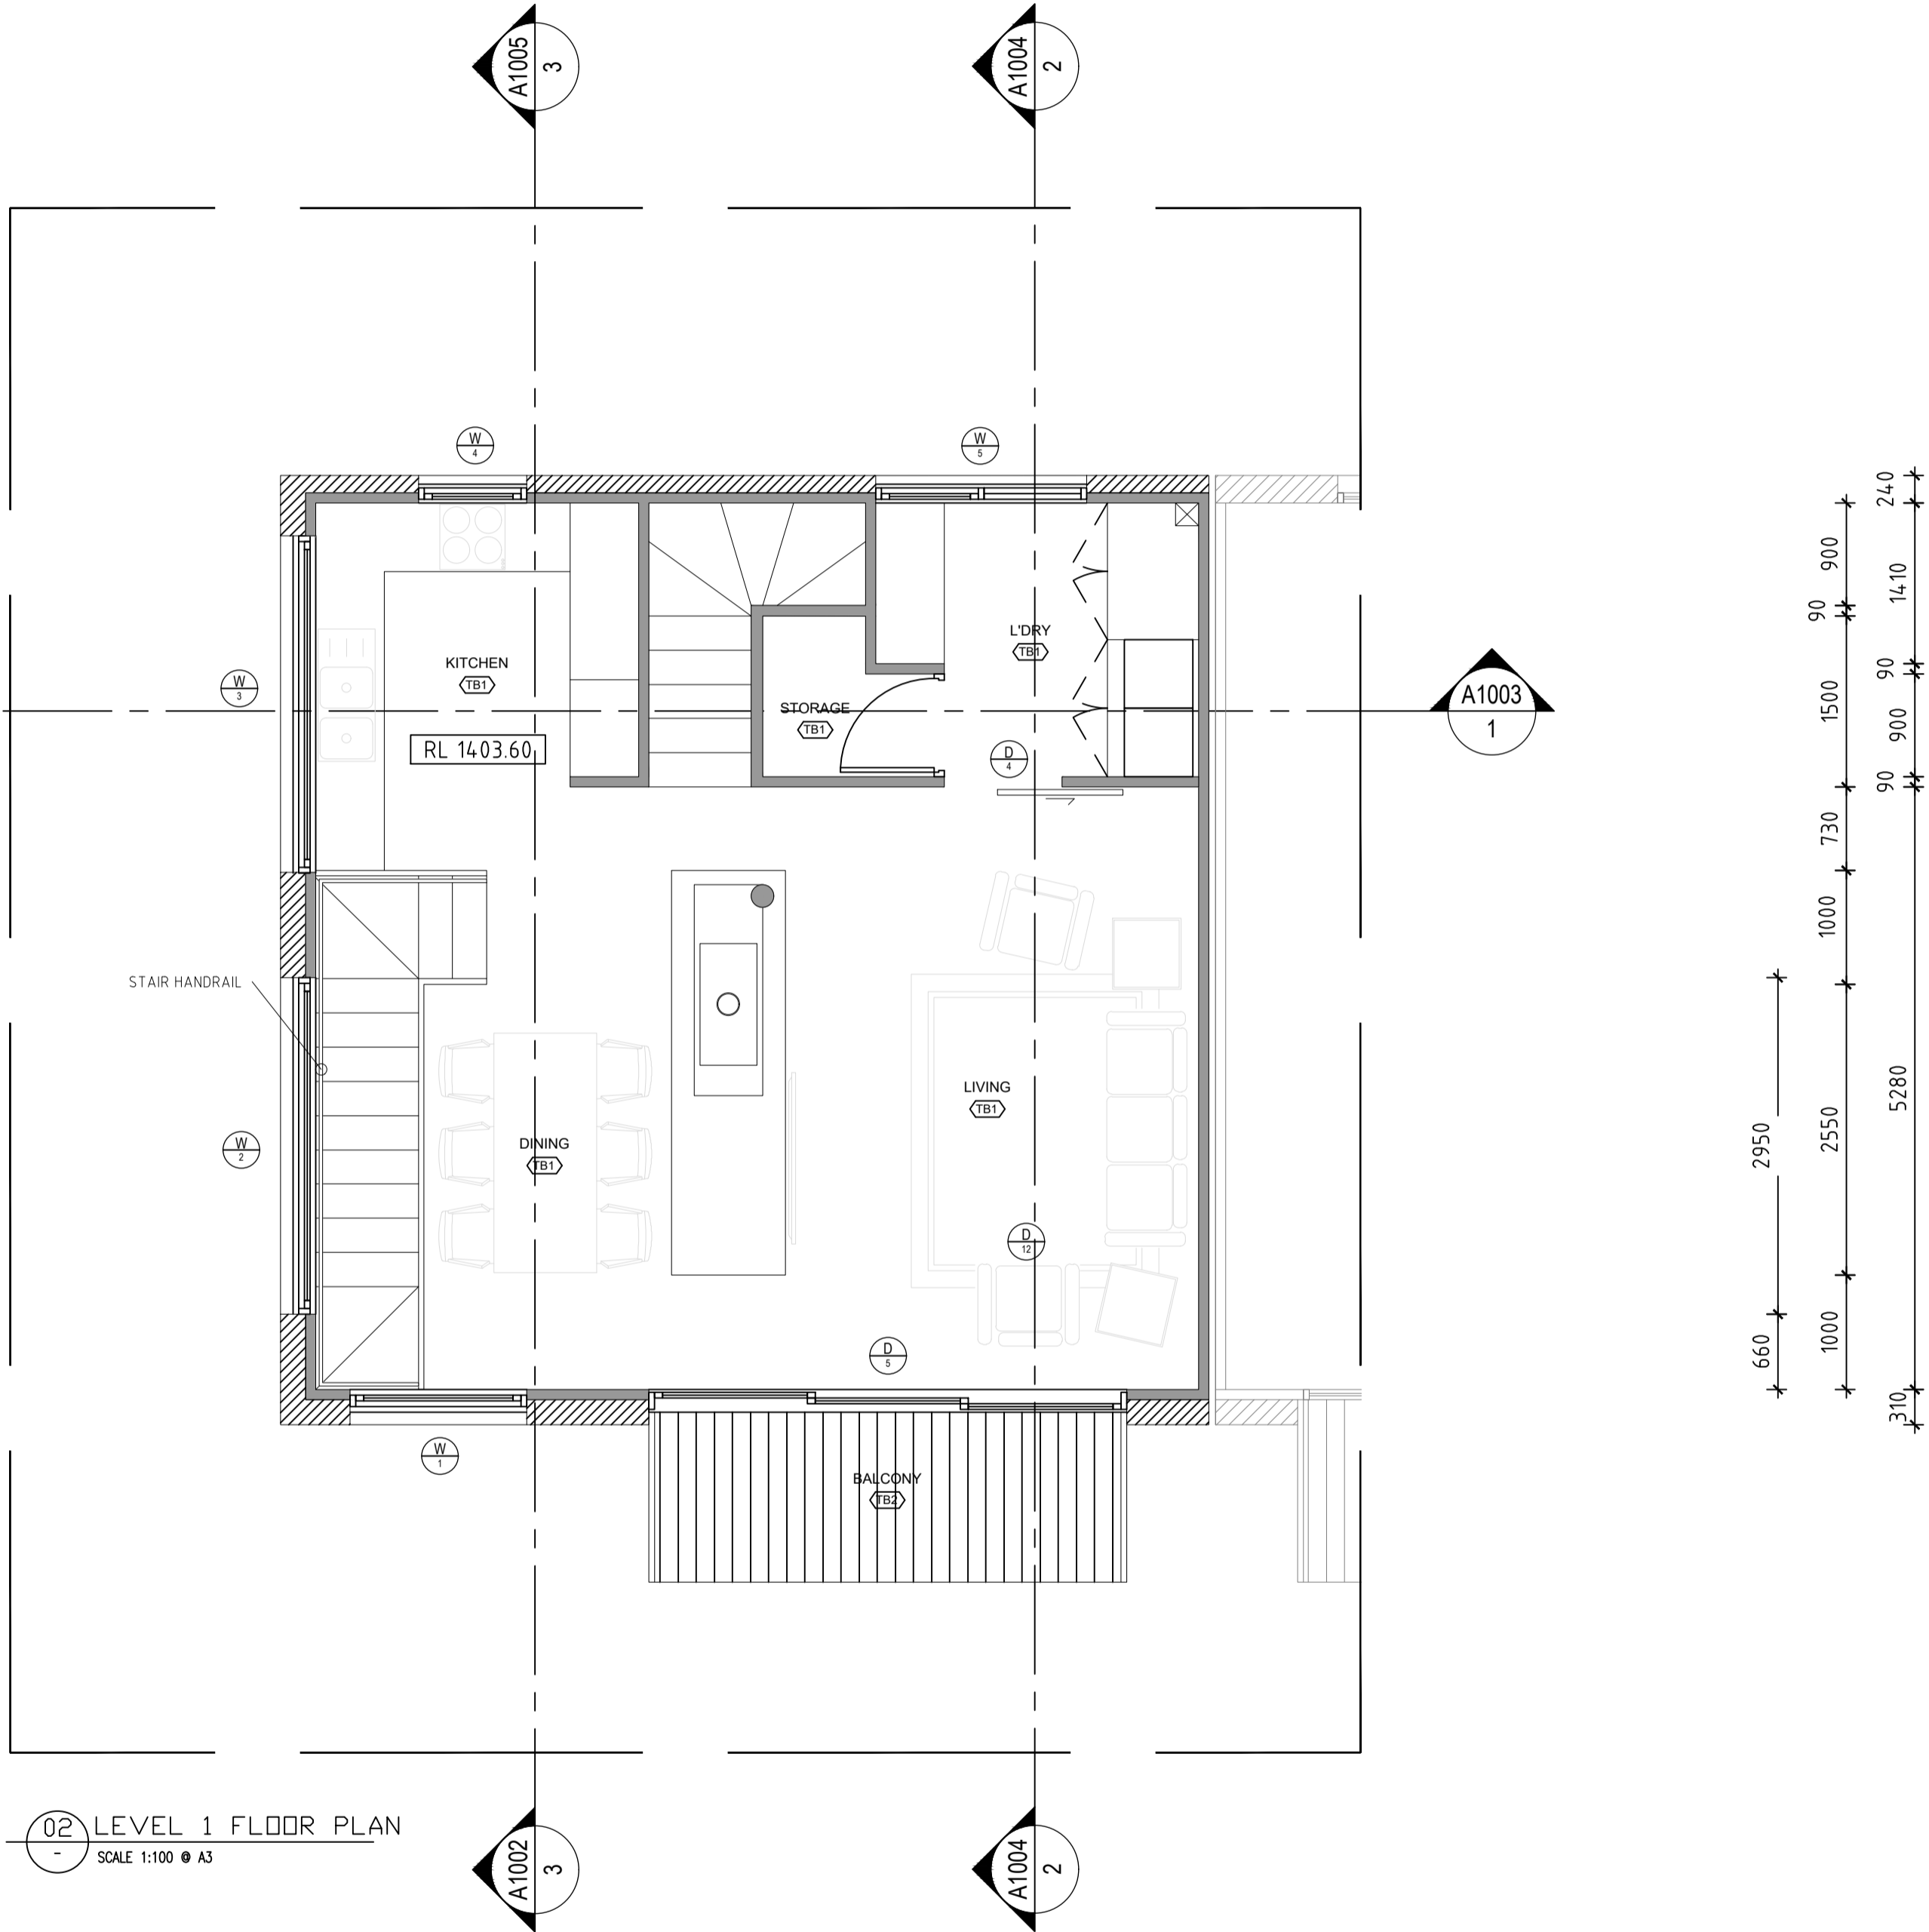 A1005
3
A1004
2
W
4
W
5
240
900
1410
90
L'DRY
TB1
KITCHEN
TB1
90
W
3
A1003
1
1500
STORAGE
TB1
900
RL 1403.60
D
4
90
730
1000
STAIR HANDRAIL
LIVING
TB1
5280
2950
2550
W
2
DINING
TB1
D
12
660
1000
D
5
310
W
1
BALCONY
TB2
02 LEVEL 1 FLOOR PLAN
-
SCALE 1:100 @ A3
A1002
3
A1004
2